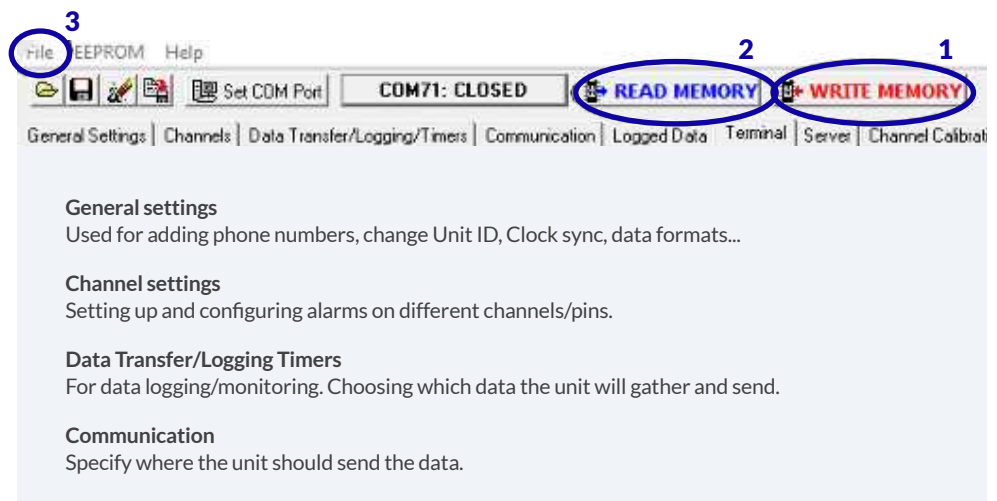 3
File EEPROM Help
2 1
Set COM Port COM71: CLOSED READ MEMORY WRITE MEMORY
General Settings Channels Data Transfer/Logging/Timers Communication Logged Data Terminal Server Channel Calibrati
General settings
Used for adding phone numbers, change Unit ID, Clock sync, data formats...
Channel settings
Setting up and configuring alarms on different channels/pins.
Data Transfer/Logging Timers
For data logging/monitoring. Choosing which data the unit will gather and send.
Communication
Specify where the unit should send the data.